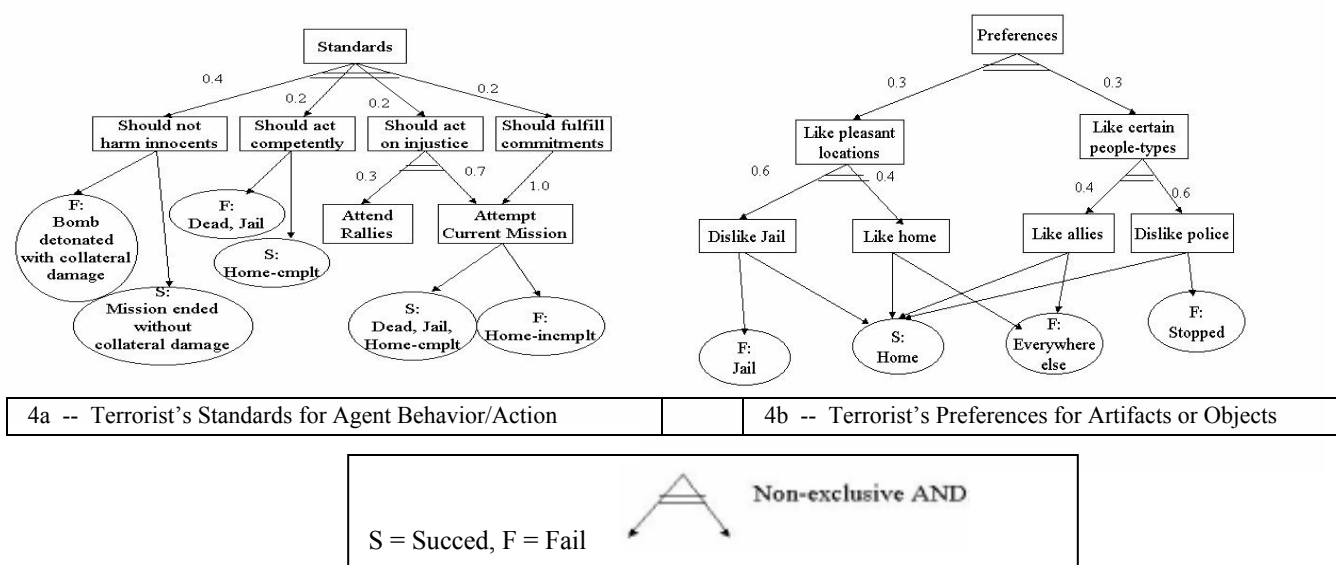 Standards
0.4
0.2
0.2
0.2
Should not
harm innocents
Should act
competently
Should act
on injustice
Should fulfill
commitments
0.3
0.7
1.0
F:
Bomb
detonated
with collateral
damage
F:
Dead, Jail
Attend
Rallies
Attempt
Current Mission
S:
Home-cmplt
S:
Mission ended
without
collateral damage
S:
Dead, Jail,
Home-cmplt
F:
Home-incmplt
Preferences
0.3
0.3
Like pleasant
locations
Like certain
people-types
0.6
0.4
0.4
0.6
Dislike Jail
Like home
Like allies
Dislike police
F:
Jail
S:
Home
F:
Everywhere
else
F:
Stopped
4a -- Terrorist's Standards for Agent Behavior/Action
4b -- Terrorist's Preferences for Artifacts or Objects
Non-exclusive AND
S = Succed, F = Fail